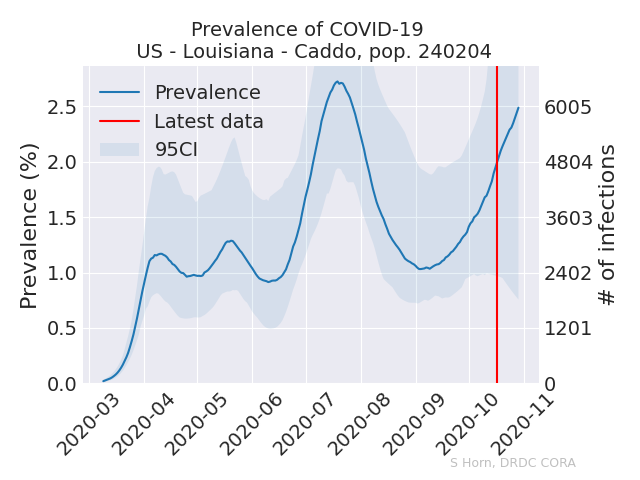 Prevalence of COVID-19
US - Louisiana - Caddo, pop. 240204
Prevalence
Latest data
95CI
Prevalence (%)
2.5
2.0
1.5
1.0
0.5
0.0
6005
4804
3603
2402
1201
0
# of infections
2020-03
2020-04
2020-05
2020-06
2020-07
2020-08
2020-09
2020-10
2020-11
S Horn, DRDC CORA